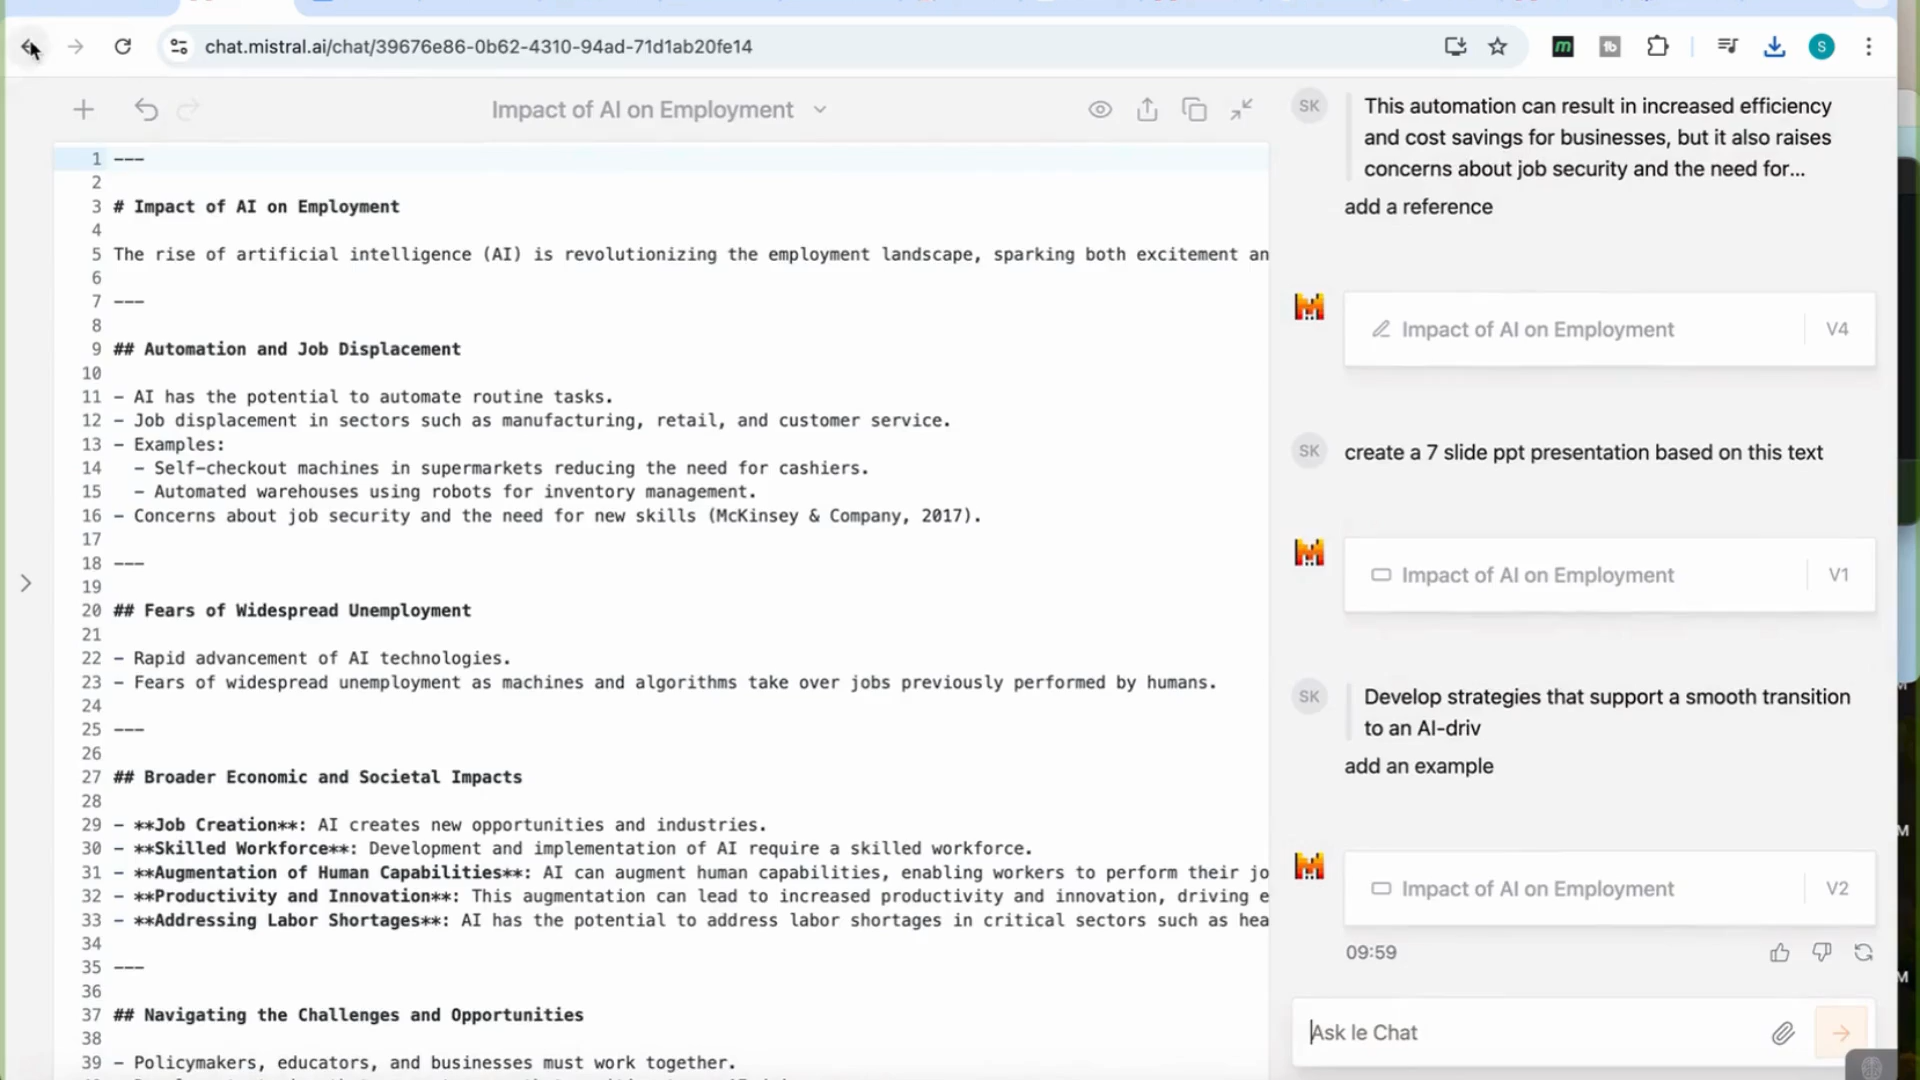 chat.mistral.ai/chat/39676e86-0b62-4310-94ad-71d1ab20fe14
S
Impact of AI on Employment
1 ---
2
3 # Impact of AI on Employment
4
5 The rise of artificial intelligence (AI) is revolutionizing the employment landscape, sparking both excitement an
6
7 ---
8
9 ## Automation and Job Displacement
10
11 - AI has the potential to automate routine tasks.
12 - Job displacement in sectors such as manufacturing, retail, and customer service.
13 - Examples:
14 - Self-checkout machines in supermarkets reducing the need for cashiers.
15 - Automated warehouses using robots for inventory management.
16 - Concerns about job security and the need for new skills (McKinsey & Company, 2017).
17
18 ---
19
20 ## Fears of Widespread Unemployment
21
22 - Rapid advancement of AI technologies.
23 - Fears of widespread unemployment as machines and algorithms take over jobs previously performed by humans.
24
25 ---
26
27 ## Broader Economic and Societal Impacts
28
29 - **Job Creation**: AI creates new opportunities and industries.
30 - **Skilled Workforce**: Development and implementation of AI require a skilled workforce.
31 - **Augmentation of Human Capabilities**: AI can augment human capabilities, enabling workers to perform their jo
32 - **Productivity and Innovation**: This augmentation can lead to increased productivity and innovation, driving e
33 - **Addressing Labor Shortages**: AI has the potential to address labor shortages in critical sectors such as hea
34
35 ---
36
37 ## Navigating the Challenges and Opportunities
38
39 - Policymakers, educators, and businesses must work together.
SK
This automation can result in increased efficiency
and cost savings for businesses, but it also raises
concerns about job security and the need for...
add a reference
Impact of AI on Employment V4
SK
create a 7 slide ppt presentation based on this text
Impact of AI on Employment V1
SK
Develop strategies that support a smooth transition
to an AI-driv
add an example
Impact of AI on Employment V2
09:59
Ask le Chat